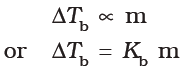 ΔT_b ∝ m
or ΔT_b = K_b m